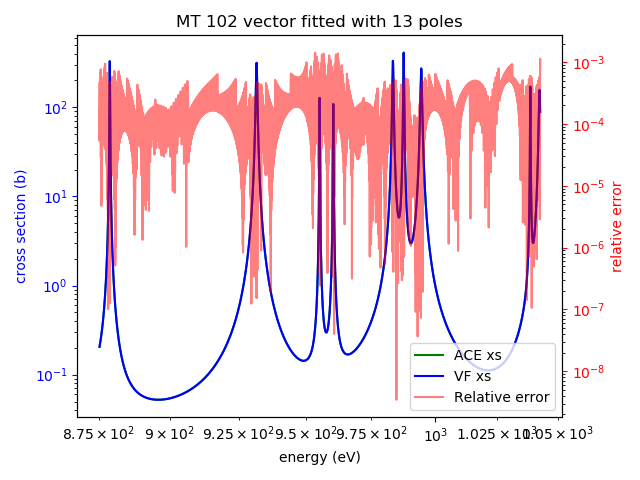 MT 102 vector fitted with 13 poles
cross section (b)
10²
10¹
10⁰
10⁻¹
10⁻³
10⁻⁴
10⁻⁵
10⁻⁶
10⁻⁷
10⁻⁸
relative error
ACE xs
VF xs
Relative error
8.75 × 10² 9 × 10² 9.25 × 10² 9.5 × 10² 9.75 × 10² 10³ 1.025 × 10³ 1.05 × 10³
energy (eV)